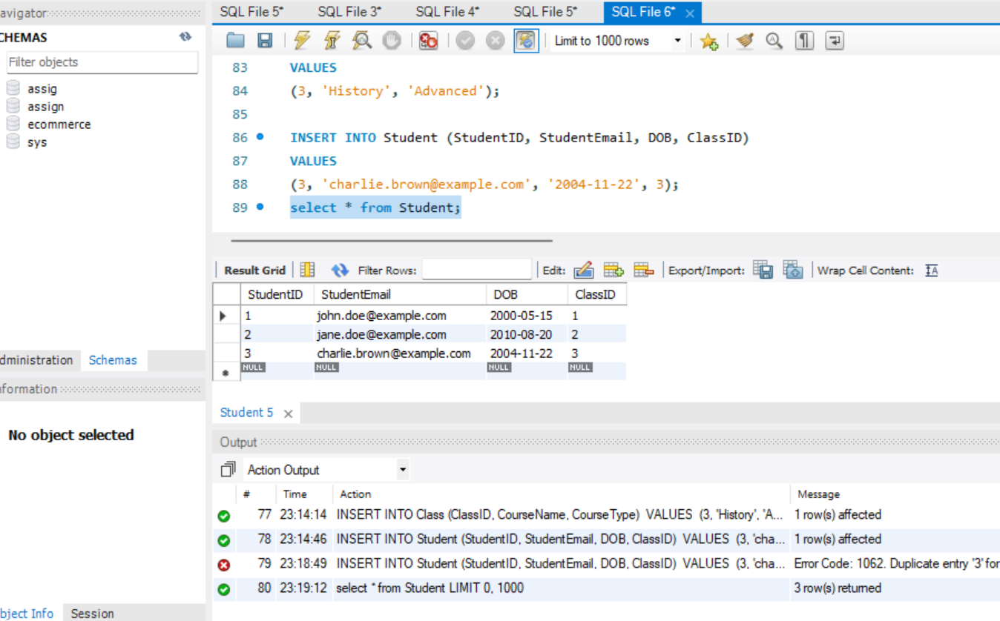 avigator
SQL File 5* SQL File 3* SQL File 4* SQL File 5* SQL File 6*
CHEMAS
Limit to 1000 rows
Filter objects
assig
assign
ecommerce
sys
83 VALUES
84 (3, 'History', 'Advanced');
85
86 INSERT INTO Student (StudentID, StudentEmail, DOB, ClassID)
87 VALUES
88 (3, 'charlie.brown@example.com', '2004-11-22', 3);
89 select * from Student;
Result Grid Filter Rows: Edit: Export/Import: Wrap Cell Content:
StudentID StudentEmail DOB ClassID
1 john.doe@example.com 2000-05-15 1
2 jane.doe@example.com 2010-08-20 2
3 charlie.brown@example.com 2004-11-22 3
NULL NULL NULL NULL
dministration Schemas
nformation
No object selected
bject Info Session
Student 5
Output
Action Output
# Time Action Message
77 23:14:14 INSERT INTO Class (ClassID, CourseName, CourseType) VALUES (3, 'History', 'A... 1 row(s) affected
78 23:14:46 INSERT INTO Student (StudentID, StudentEmail, DOB, ClassID) VALUES (3, 'cha... 1 row(s) affected
79 23:18:49 INSERT INTO Student (StudentID, StudentEmail, DOB, ClassID) VALUES (3, 'cha... Error Code: 1062. Duplicate entry '3' for
80 23:19:12 select * from Student LIMIT 0, 1000 3 row(s) returned